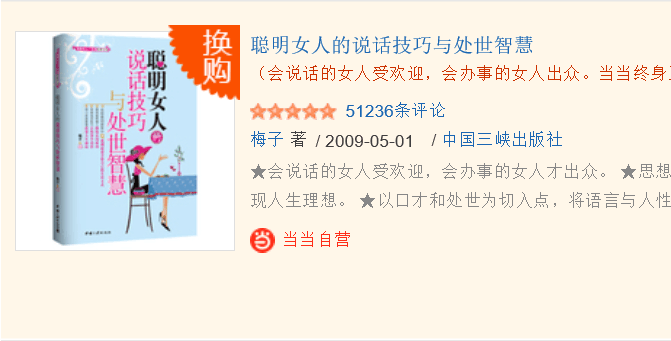 换
购
聪明女人的
说话技巧
与处世智慧
聪明女人的说话技巧与处世智慧
（会说话的女人受欢迎，会办事的女人出众。当当终身
51236条评论
梅子 著 / 2009-05-01 / 中国三峡出版社
★会说话的女人受欢迎，会办事的女人才出众。 ★思想
现人生理想。 ★以口才和处世为切入点，将语言与人性
当当自营